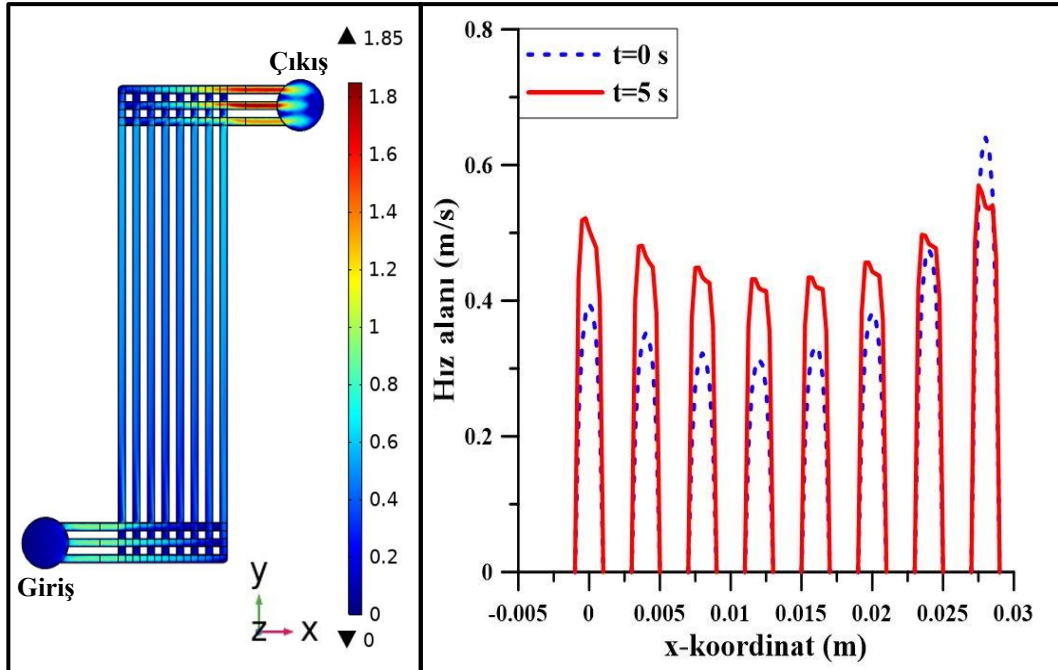 ▲ 1.85
Çıkış
1.8
1.6
1.4
1.2
1
0.8
0.6
0.4
0.2
0
▼ 0
Giriş
y
z x
Hız alanı (m/s)
0.8
0.6
0.4
0.2
0
t=0 s
t=5 s
-0.005 0 0.005 0.01 0.015 0.02 0.025 0.03
x-koordinat (m)